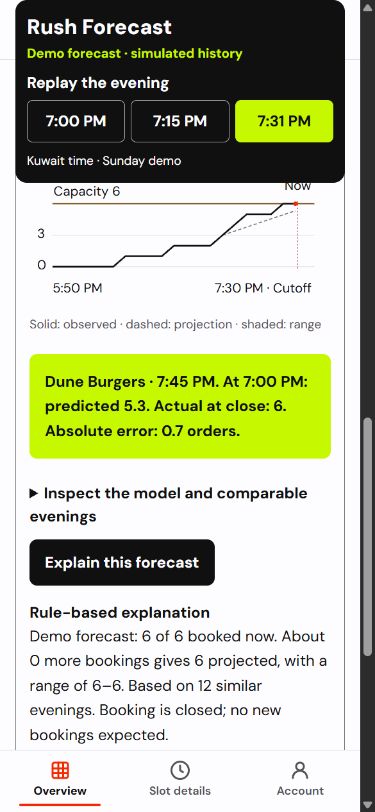 Rush Forecast
Demo forecast · simulated history
Replay the evening
7:00 PM 7:15 PM 7:31 PM
Kuwait time · Sunday demo
Capacity 6 Now
3
0
5:50 PM 7:30 PM · Cutoff
Solid: observed · dashed: projection · shaded: range
Dune Burgers · 7:45 PM. At 7:00 PM:
predicted 5.3. Actual at close: 6.
Absolute error: 0.7 orders.
▶ Inspect the model and comparable
evenings
Explain this forecast
Rule-based explanation
Demo forecast: 6 of 6 booked now. About
0 more bookings gives 6 projected, with a
range of 6–6. Based on 12 similar
evenings. Booking is closed; no new
bookings expected.
Overview Slot details Account